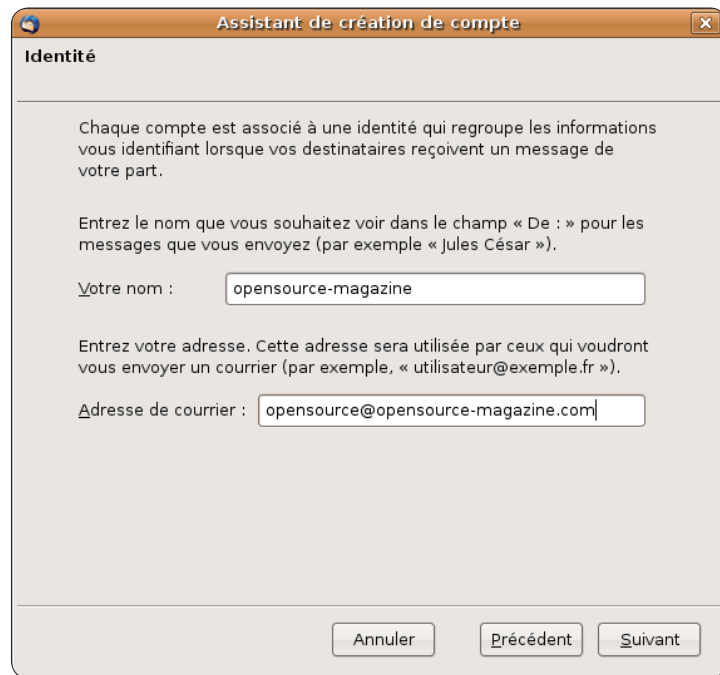 Assistant de création de compte
Identité
Chaque compte est associé à une identité qui regroupe les informations
vous identifiant lorsque vos destinataires reçoivent un message de
votre part.
Entrez le nom que vous souhaitez voir dans le champ « De : » pour les
messages que vous envoyez (par exemple « Jules César »).
Votre nom : opensource-magazine
Entrez votre adresse. Cette adresse sera utilisée par ceux qui voudront
vous envoyer un courrier (par exemple, « utilisateur@exemple.fr »).
Adresse de courrier : opensource@opensource-magazine.com
Annuler Précédent Suivant